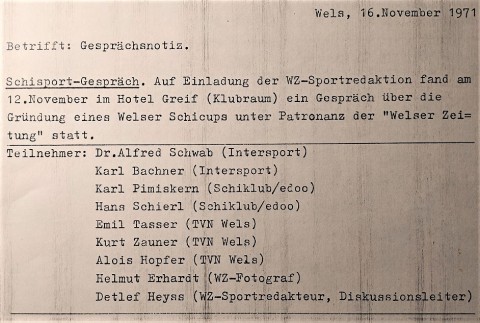 Wels, 16.November 1971
Betrifft: Gesprächsnotiz.
Schisport-Gespräch. Auf Einladung der WZ-Sportredaktion fand am
12.November im Hotel Greif (Klubraum) ein Gespräch über die
Gründung eines Welser Schicups unter Patronanz der "Welser Zei=
tung" statt.
Teilnehmer: Dr.Alfred Schwab (Intersport)
Karl Bachner (Intersport)
Karl Pimiskern (Schiklub/edoo)
Hans Schierl (Schiklub/edoo)
Emil Tasser (TVN Wels)
Kurt Zauner (TVN Wels)
Alois Hopfer (TVN Wels)
Helmut Erhardt (WZ-Fotograf)
Detlef Heyss (WZ-Sportredakteur, Diskussionsleiter)